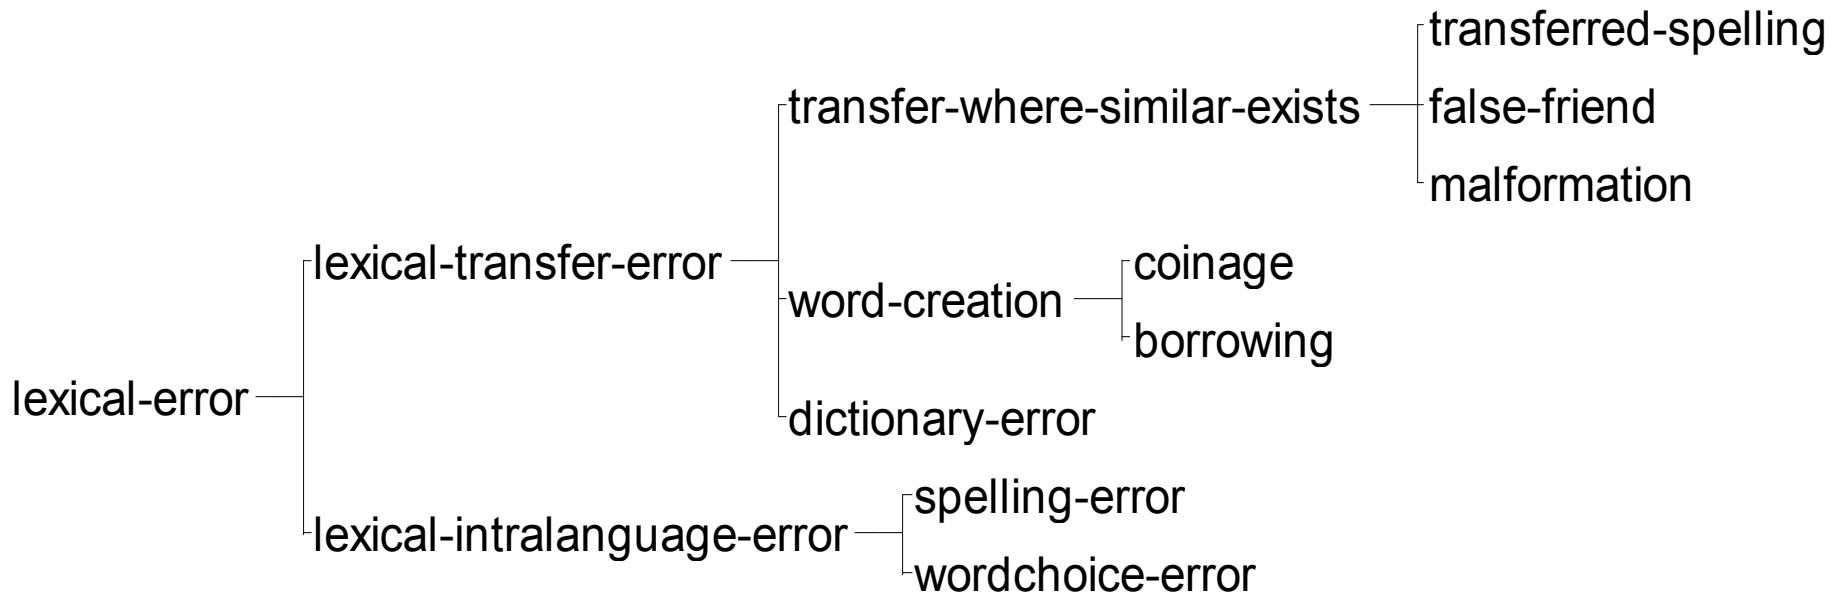 transferred-spelling
transfer-where-similar-exists
false-friend
malformation
lexical-transfer-error
coinage
word-creation
borrowing
lexical-error
dictionary-error
spelling-error
lexical-intralanguage-error
wordchoice-error